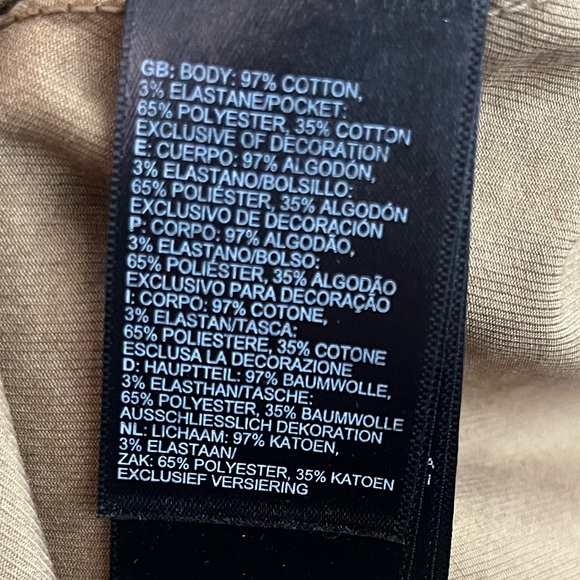 GB: BODY: 97% COTTON,
3% ELASTANE/POCKET:
65% POLYESTER, 35% COTTON
EXCLUSIVE OF DECORATION
E: CUERPO: 97% ALGODÓN,
3% ELASTANO/BOLSILLO:
65% POLIÉSTER, 35% ALGODÓN
EXCLUSIVO DE DECORACIÓN
P: CORPO: 97% ALGODÃO,
3% ELASTANO/BOLSO:
65% POLIÉSTER, 35% ALGODÃO
EXCLUSIVO PARA DECORAÇÃO
I: CORPO: 97% COTONE,
3% ELASTAN/TASCA:
65% POLIESTERE, 35% COTONE
ESCLUSA LA DECORAZIONE
D: HAUPTTEIL: 97% BAUMWOLLE,
3% ELASTHAN/TASCHE:
65% POLYESTER, 35% BAUMWOLLE
AUSSCHLIESSLICH DEKORATION
NL: LICHAAM: 97% KATOEN,
3% ELASTAAN/
ZAK: 65% POLYESTER, 35% KATOEN
EXCLUSIEF VERSIERING